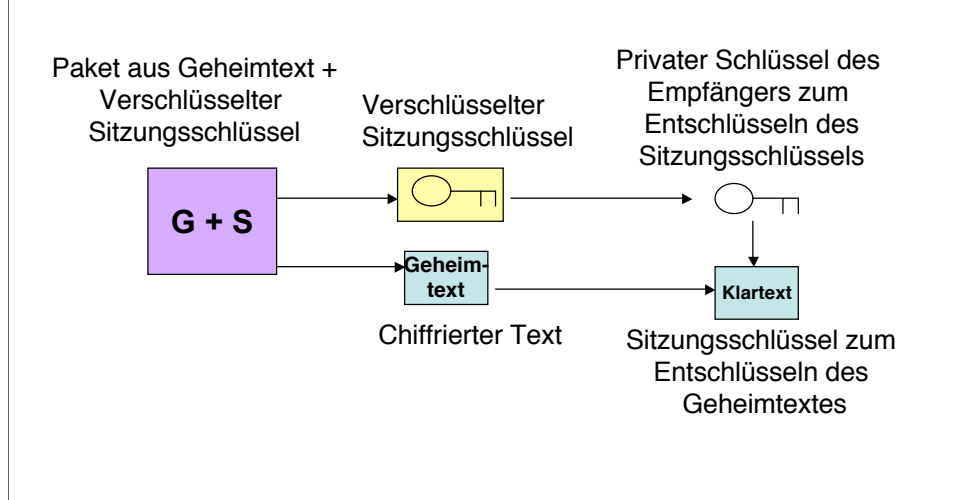 Paket aus Geheimtext +
Verschlüsselter
Sitzungsschlüssel
Verschlüsselter
Sitzungsschlüssel
Privater Schlüssel des
Empfängers zum
Entschlüsseln des
Sitzungsschlüssels
G + S
Geheim-
text
Klartext
Chiffrierter Text
Sitzungsschlüssel zum
Entschlüsseln des
Geheimtextes